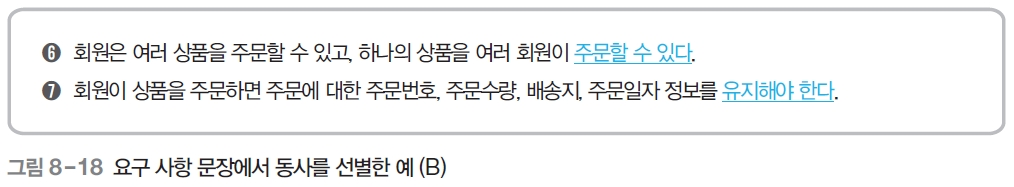 ❻ 회원은 여러 상품을 주문할 수 있고, 하나의 상품을 여러 회원이 주문할 수 있다.
❼ 회원이 상품을 주문하면 주문에 대한 주문번호, 주문수량, 배송지, 주문일자 정보를 유지해야 한다.
그림 8-18 요구 사항 문장에서 동사를 선별한 예 (B)